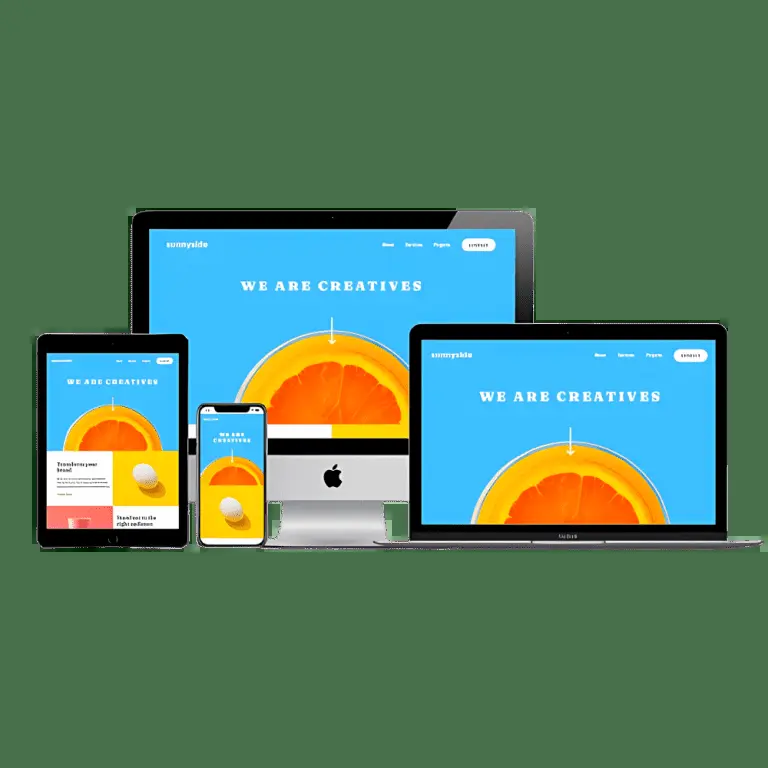 sunnyside
About Services Projects CONTACT
WE ARE CREATIVES
sunnyside
About Services Projects CONTACT
WE ARE CREATIVES
WE ARE CREATIVES
Transform your
brand
Stand out to the
right audience
WE ARE
CREATIVES